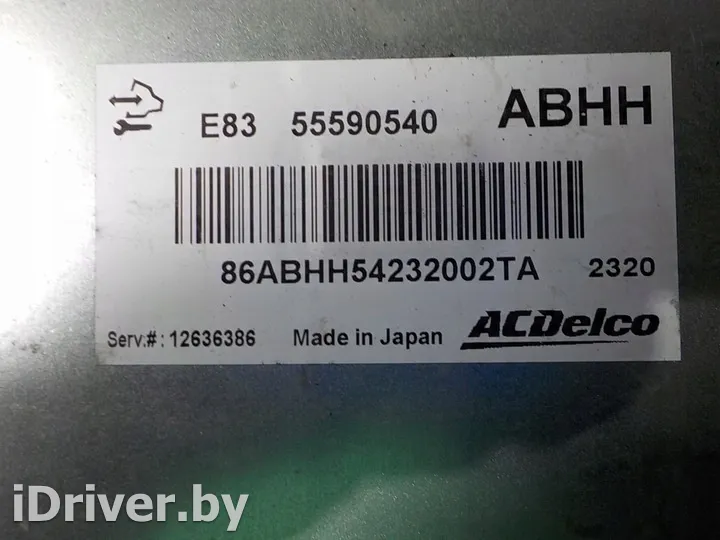 E83 55590540 ABHH
86ABHH54232002TA 2320
Serv.#: 12636386 Made in Japan ACDelco
iDriver.by